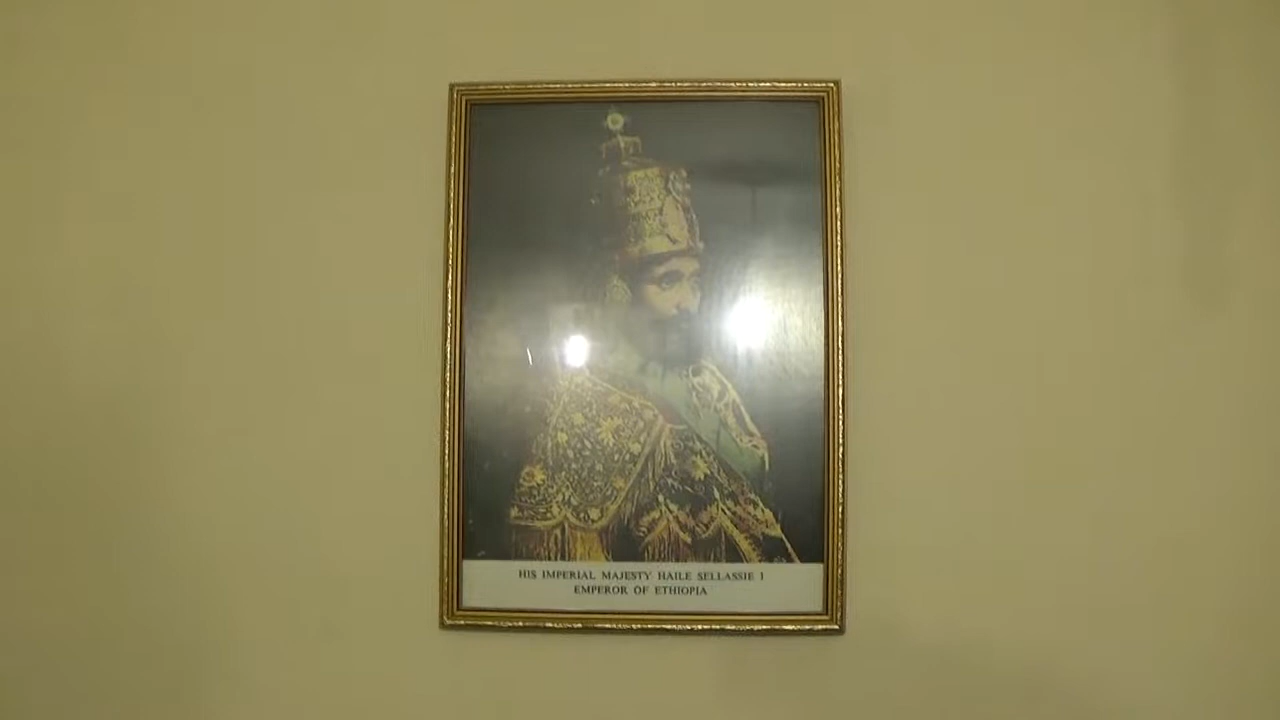 HIS IMPERIAL MAJESTY HAILE SELLASSIE I
EMPEROR OF ETHIOPIA